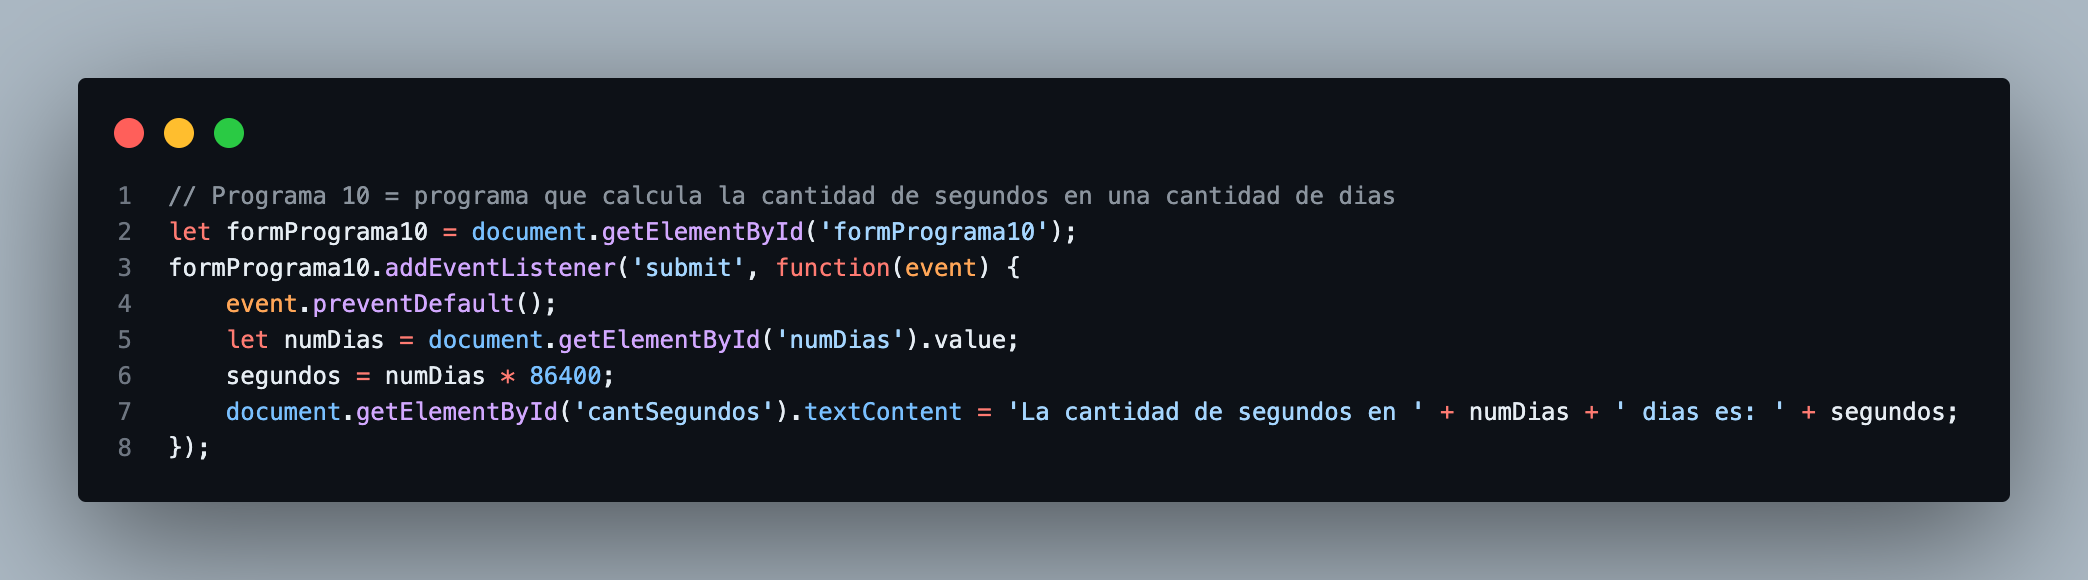 1 // Programa 10 = programa que calcula la cantidad de segundos en una cantidad de dias
2 let formPrograma10 = document.getElementById('formPrograma10');
3 formPrograma10.addEventListener('submit', function(event) {
4     event.preventDefault();
5     let numDias = document.getElementById('numDias').value;
6     segundos = numDias * 86400;
7     document.getElementById('cantSegundos').textContent = 'La cantidad de segundos en ' + numDias + ' dias es: ' + segundos;
8 });